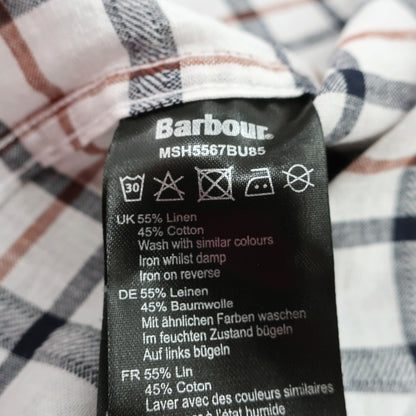 Barbour
MSH5567BU85
30
UK 55% Linen
45% Cotton
Wash with similar colours
Iron whilst damp
Iron on reverse
DE 55% Leinen
45% Baumwolle
Mit ähnlichen Farben waschen
Im feuchten Zustand bügeln
Auf links bügeln
FR 55% Lin
45% Coton
Laver avec des couleurs similaires
à l'état humide